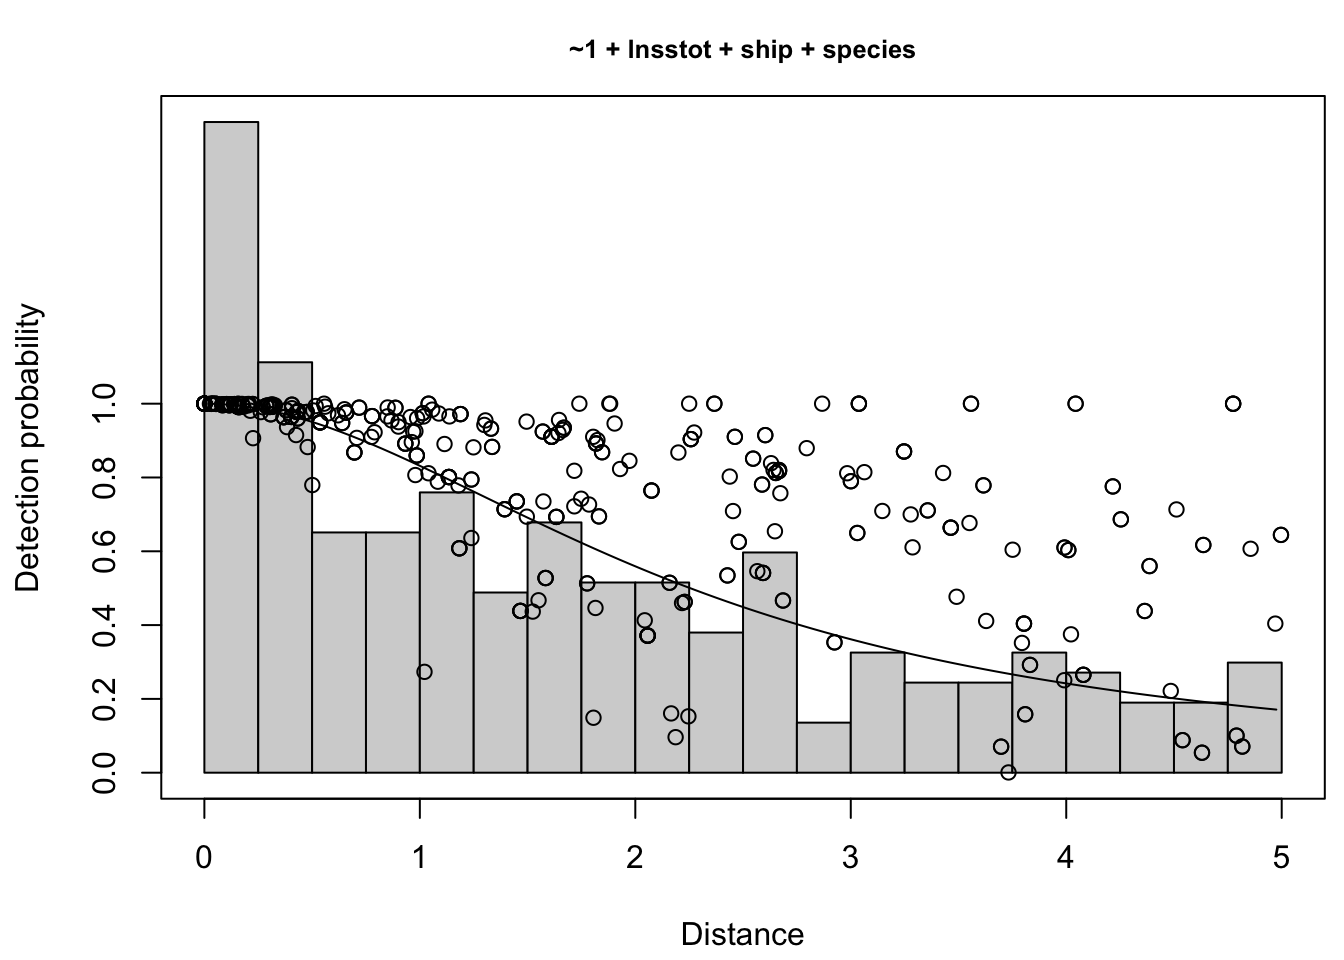 ~1 + lnsstot + ship + species
Detection probability
1.0
0.8
0.6
0.4
0.2
0.0
0 1 2 3 4 5
Distance